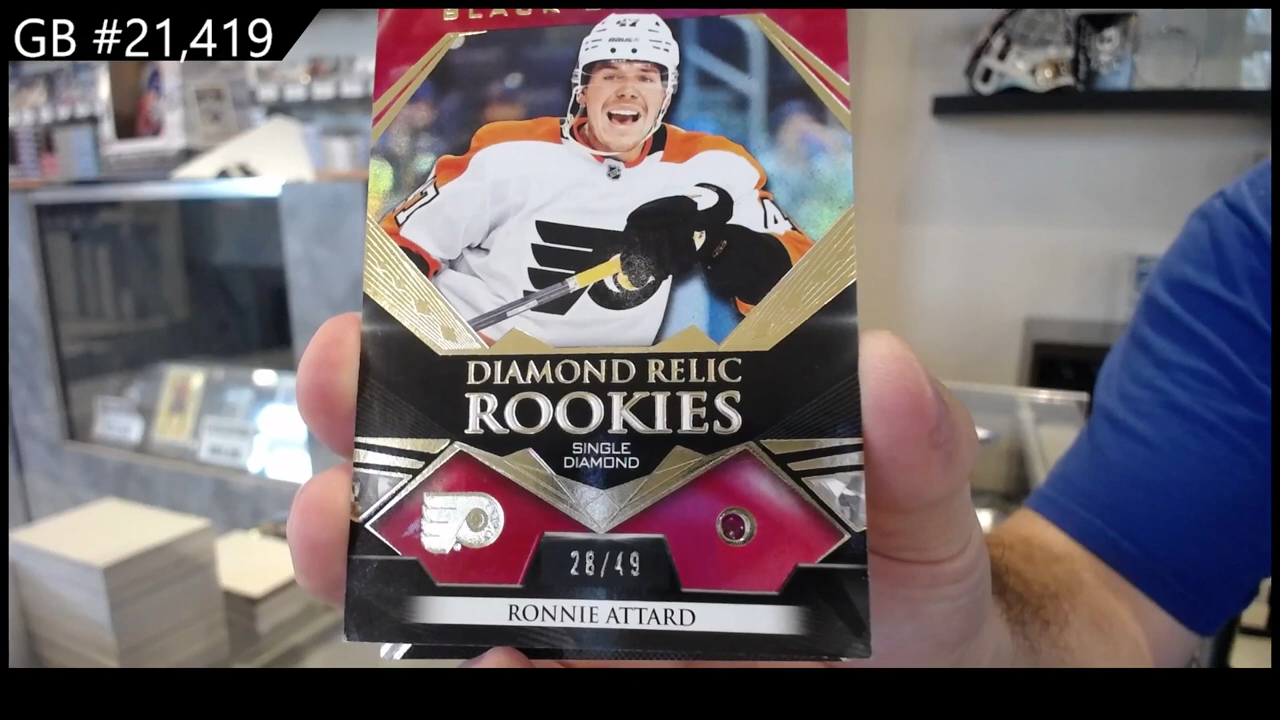 GB #21,419
DIAMOND RELIC
ROOKIES
SINGLE
DIAMOND
28/49
RONNIE ATTARD